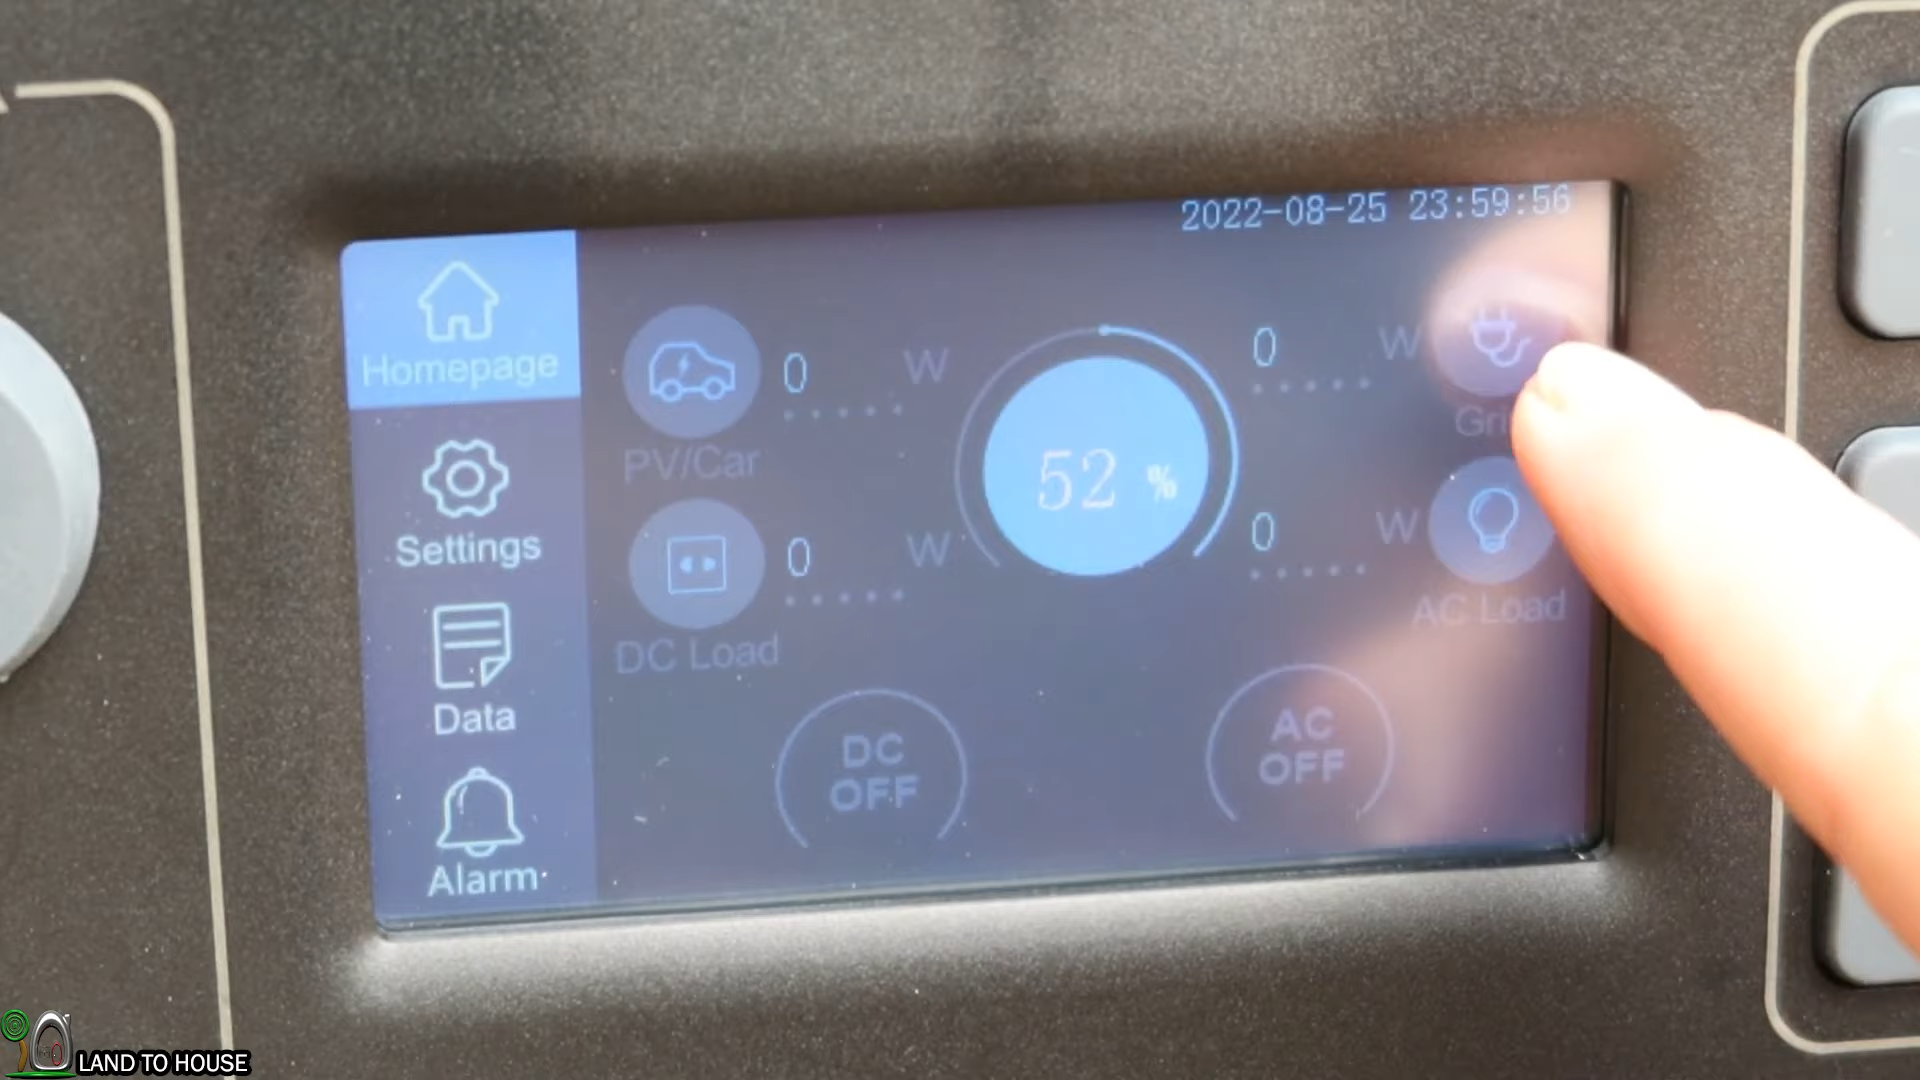 2022-08-25 23:59:56
Homepage
Settings
Data
Alarm
0 W
PV/Car
0 W
DC Load
52 %
0 W
0 W
AC Load
DC
OFF
AC
OFF
LAND TO HOUSE